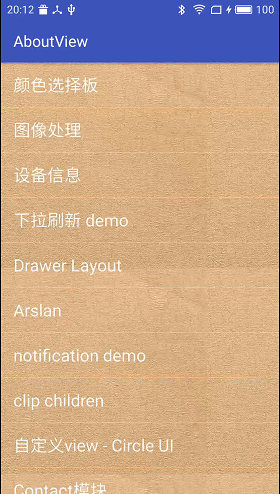 20:12
100
AboutView
颜色选择板
图像处理
设备信息
下拉刷新 demo
Drawer Layout
Arslan
notification demo
clip children
自定义view - Circle UI
Contact模块